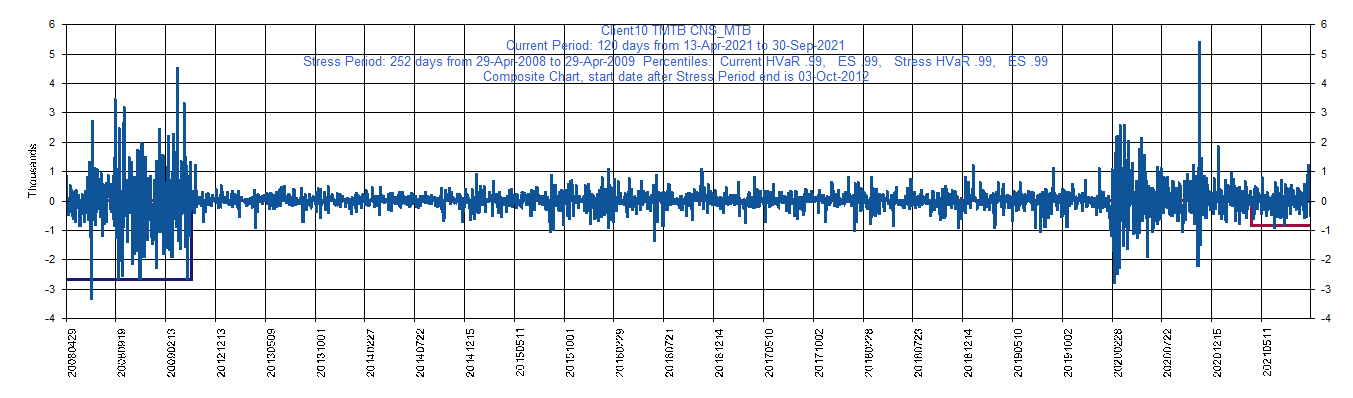 Client10 TMTB CNS_MTB
Current Period: 120 days from 13-Apr-2021 to 30-Sep-2021
Stress Period: 252 days from 29-Apr-2008 to 29-Apr-2009 Percentiles: Current HVaR .99, ES .99, Stress HVaR .99, ES .99
Composite Chart, start date after Stress Period end is 03-Oct-2012
Thousands
6 6
5 5
4 4
3 3
2 2
1 1
0 0
-1 -1
-2 -2
-3 -3
-4 -4
20080429 20080919 20090213 20121213 20130509 20131001 20140227 20140722 20141215 20150511 20151001 20160229 20160721 20161214 20170510 20171002 20180228 20180723 20181214 20190510 20191002 20200228 20200722 20201215 20210511